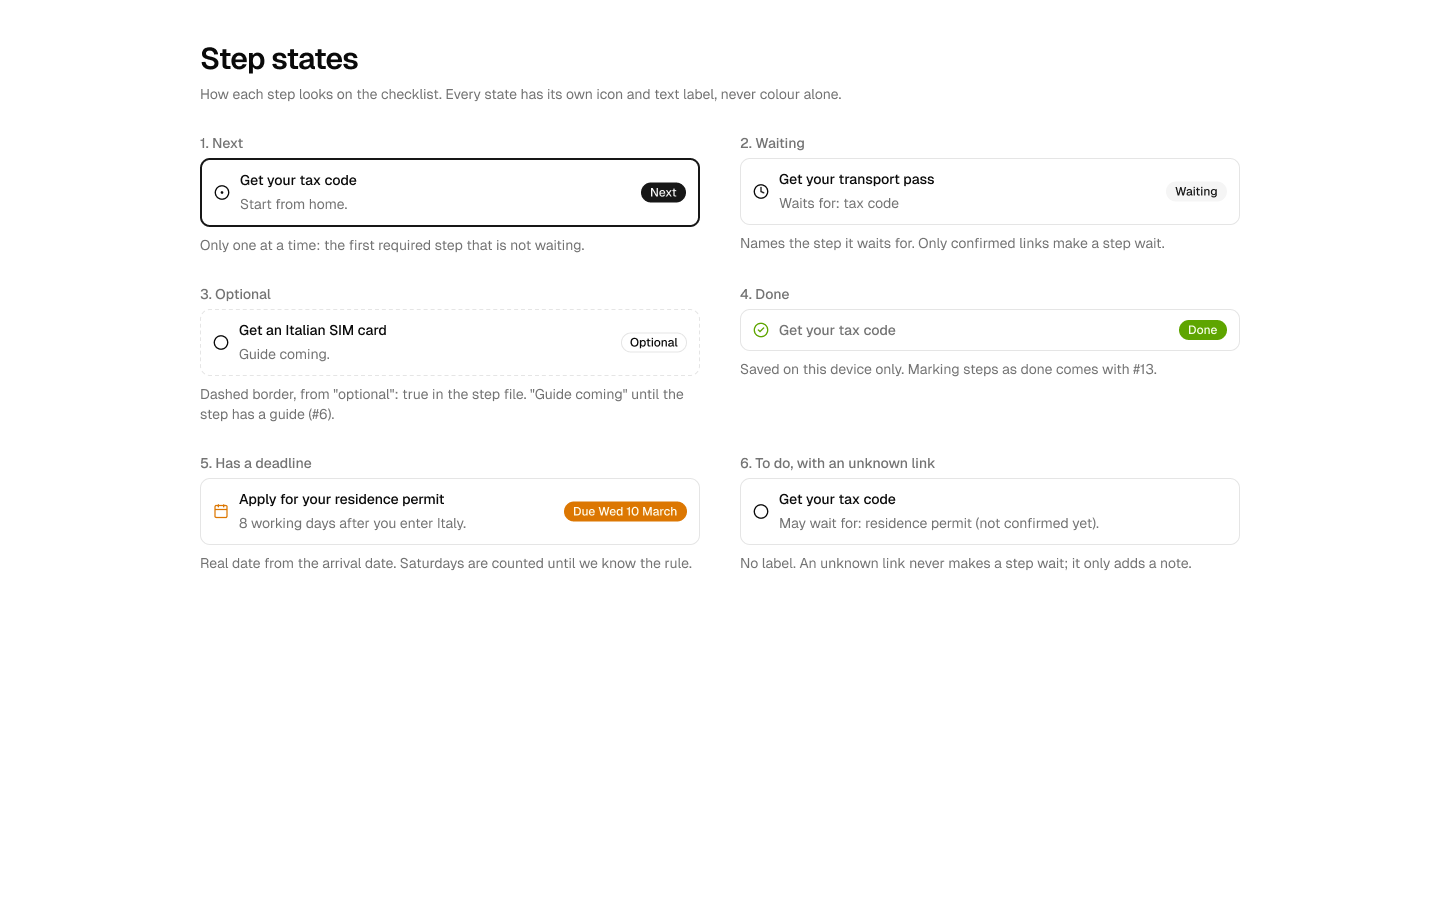 Step states
How each step looks on the checklist. Every state has its own icon and text label, never colour alone.
1. Next
Get your tax code
Start from home.
Next
Only one at a time: the first required step that is not waiting.
2. Waiting
Get your transport pass
Waits for: tax code
Waiting
Names the step it waits for. Only confirmed links make a step wait.
3. Optional
Get an Italian SIM card
Guide coming.
Optional
Dashed border, from "optional": true in the step file. "Guide coming" until the
step has a guide (#6).
4. Done
Get your tax code
Done
Saved on this device only. Marking steps as done comes with #13.
5. Has a deadline
Apply for your residence permit
8 working days after you enter Italy.
Due Wed 10 March
Real date from the arrival date. Saturdays are counted until we know the rule.
6. To do, with an unknown link
Get your tax code
May wait for: residence permit (not confirmed yet).
No label. An unknown link never makes a step wait; it only adds a note.